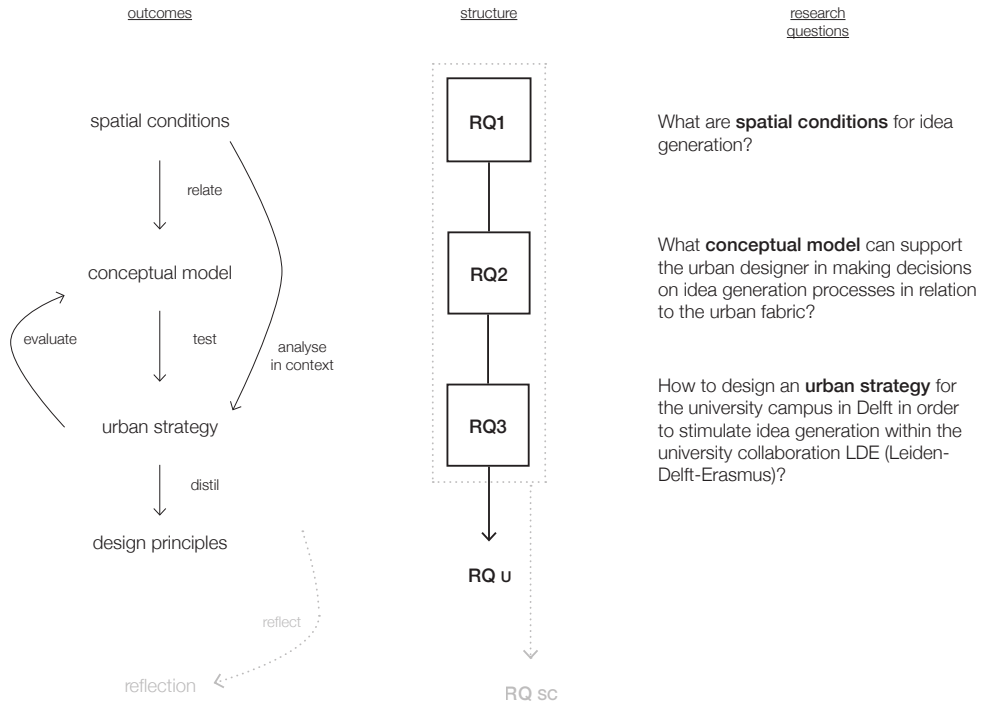 outcomes
structure
research
questions
spatial conditions
relate
conceptual model
evaluate
test
analyse
in context
urban strategy
distil
design principles
reflect
reflection
RQ1
RQ2
RQ3
RQ U
RQ SC
What are spatial conditions for idea
generation?
What conceptual model can support
the urban designer in making decisions
on idea generation processes in relation
to the urban fabric?
How to design an urban strategy for
the university campus in Delft in order
to stimulate idea generation within the
university collaboration LDE (Leiden-
Delft-Erasmus)?